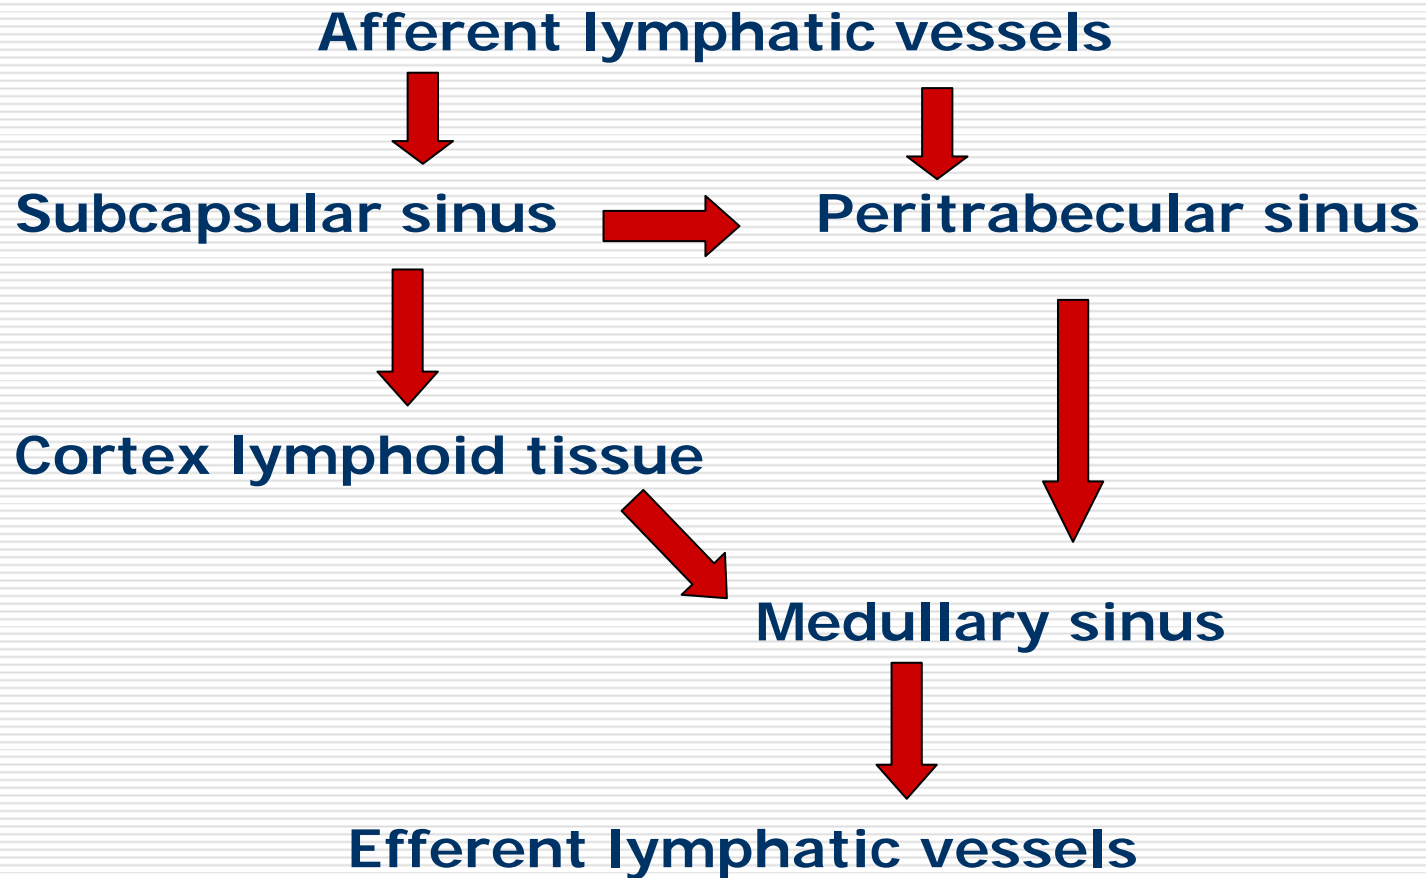 Afferent lymphatic vessels
Subcapsular sinus
Peritrabecular sinus
Cortex lymphoid tissue
Medullary sinus
Efferent lymphatic vessels